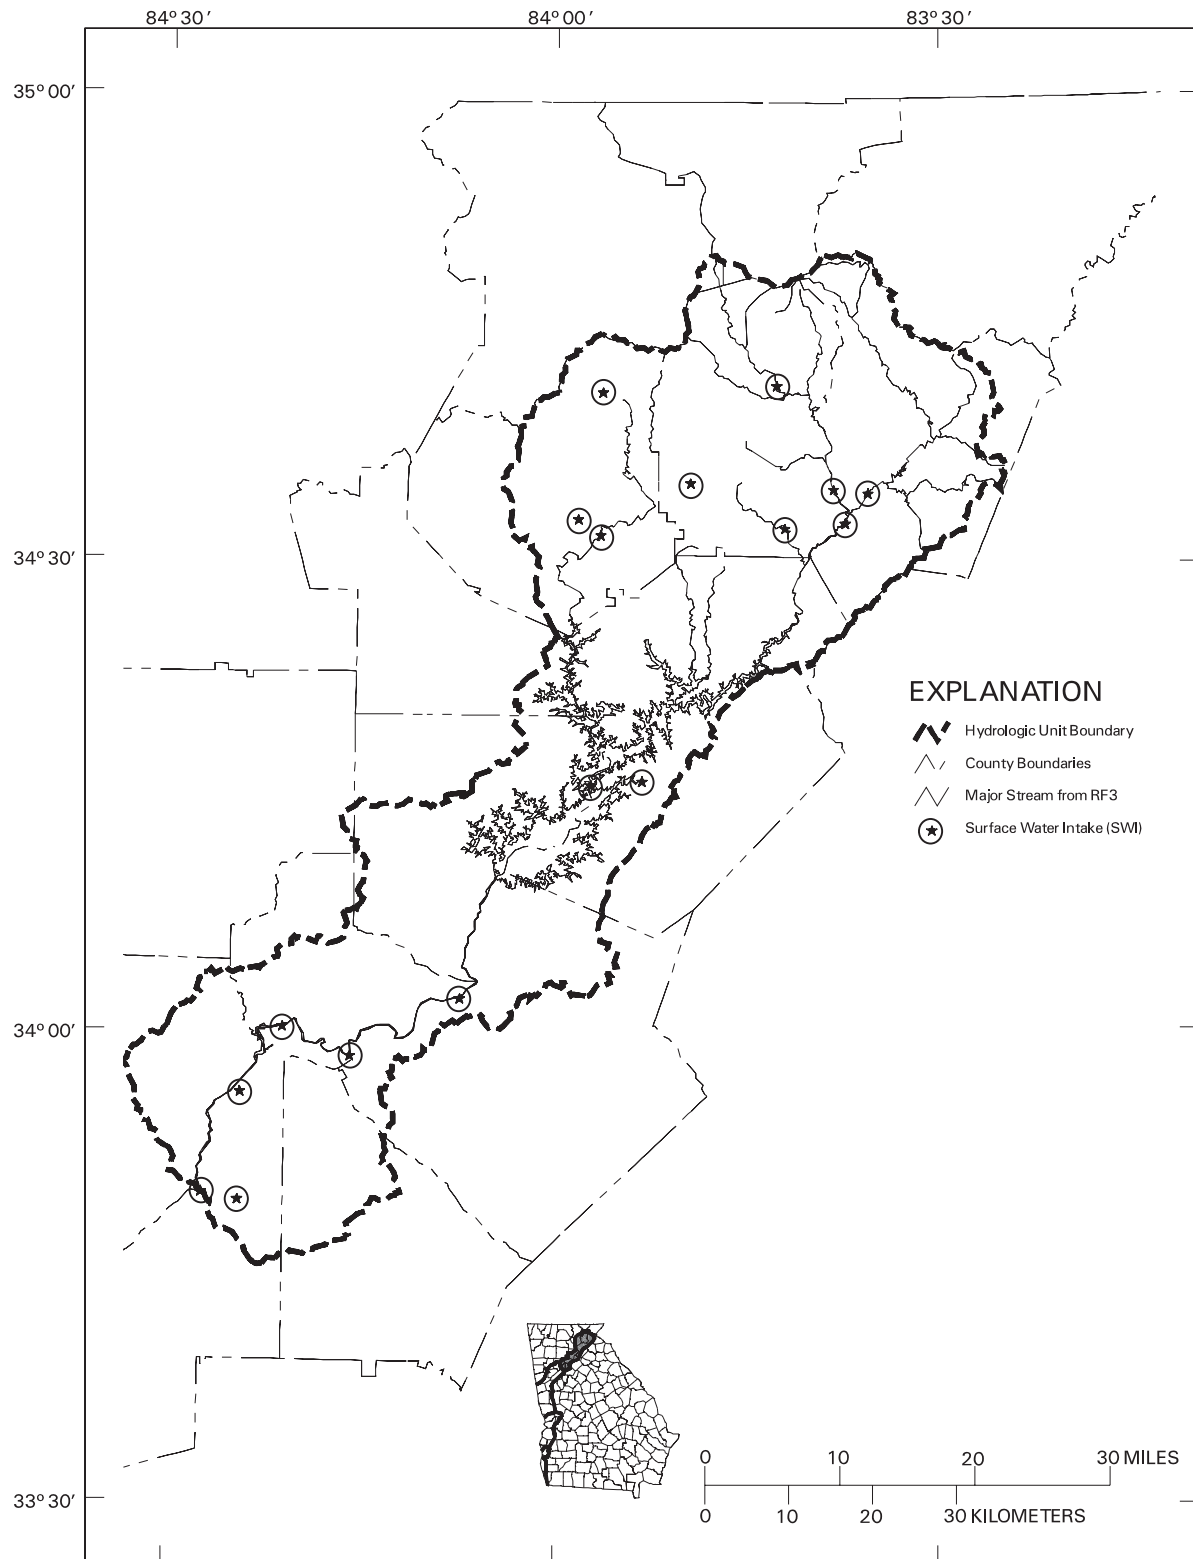 84° 30′ 84° 00′ 83° 30′
35° 00′
34° 30′
EXPLANATION
Hydrologic Unit Boundary
County Boundaries
Major Stream from RF3
Surface Water Intake (SWI)
34° 00′
0 10 20 30 MILES
33° 30′
0 10 20 30 KILOMETERS